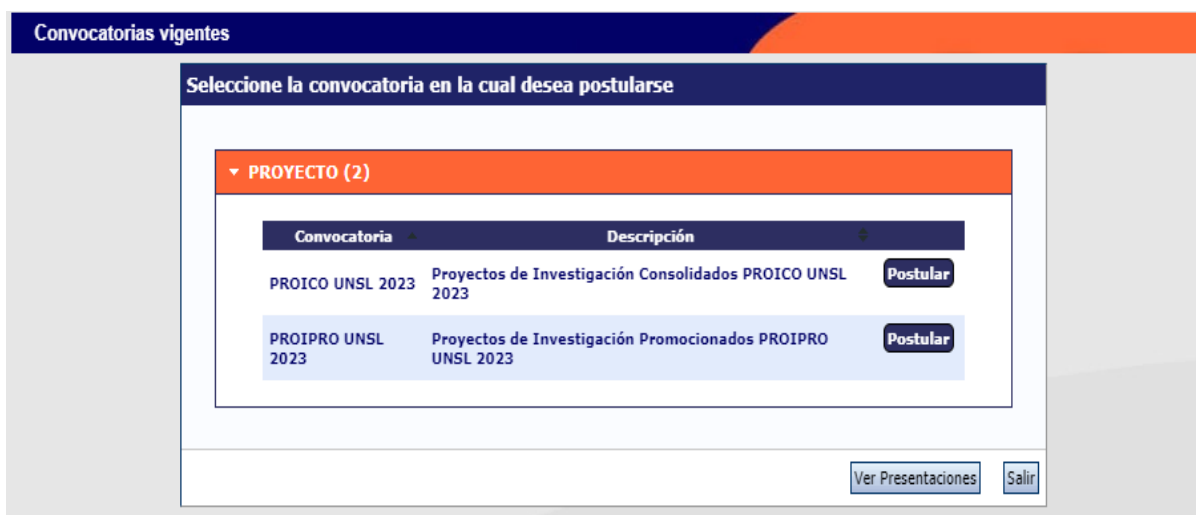 Convocatorias vigentes
Seleccione la convocatoria en la cual desea postularse
PROYECTO (2)
Convocatoria Descripción
PROICO UNSL 2023 Proyectos de Investigación Consolidados PROICO UNSL 2023 Postular
PROIPRO UNSL 2023 Proyectos de Investigación Promocionados PROIPRO UNSL 2023 Postular
Ver Presentaciones Salir